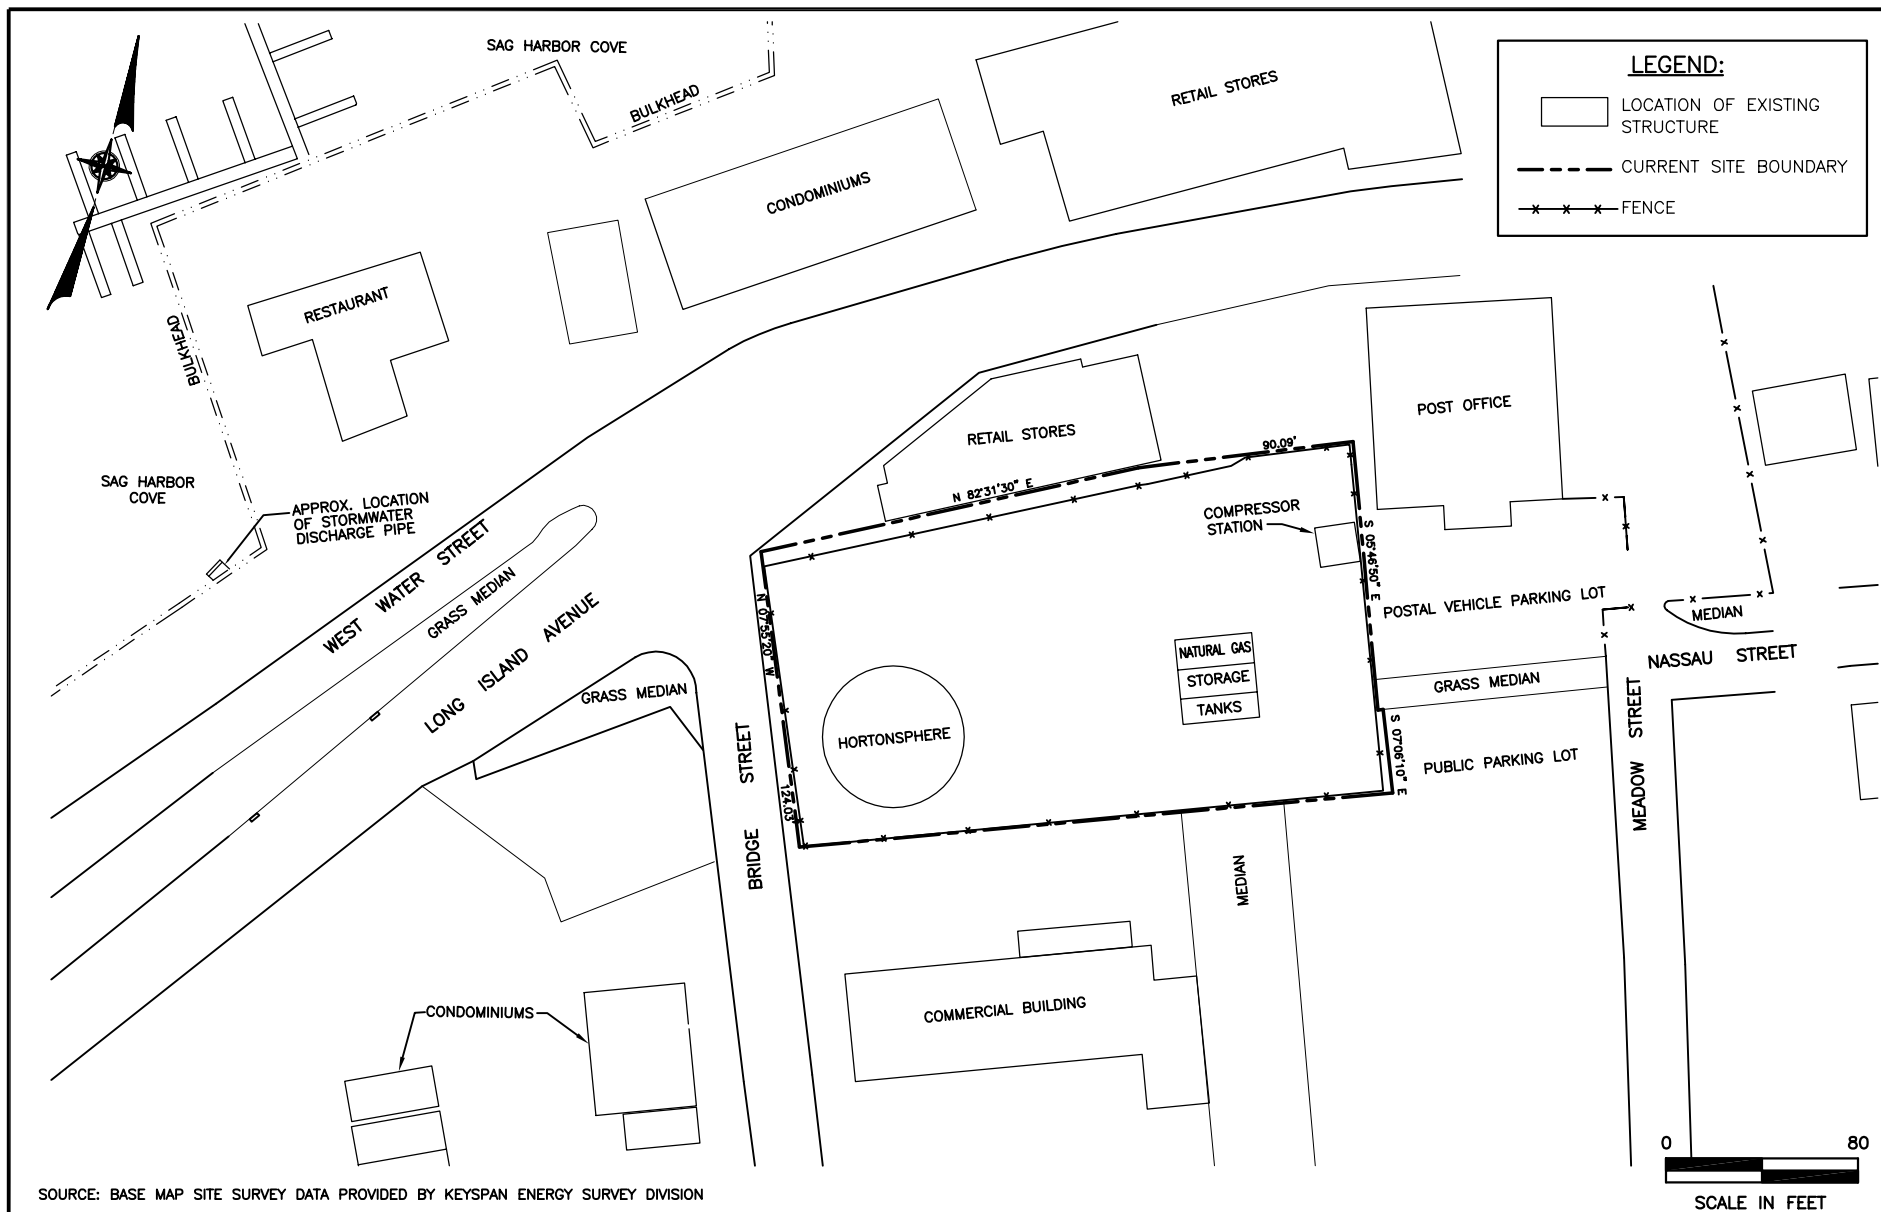 SAG HARBOR COVE
BULKHEAD
RETAIL STORES
LEGEND:
LOCATION OF EXISTING
STRUCTURE
CURRENT SITE BOUNDARY
FENCE
CONDOMINIUMS
RESTAURANT
BULKHEAD
POST OFFICE
RETAIL STORES
90.09'
N 82°31'30" E
SAG HARBOR
COVE
APPROX. LOCATION
OF STORMWATER
DISCHARGE PIPE
COMPRESSOR
STATION
S 05°46'50" E
WEST WATER STREET
GRASS MEDIAN
LONG ISLAND AVENUE
N 07°55'20" W
124.03'
POSTAL VEHICLE PARKING LOT
MEDIAN
NASSAU STREET
NATURAL GAS
STORAGE
TANKS
GRASS MEDIAN
GRASS MEDIAN
HORTONSPHERE
S 07°06'10" E
PUBLIC PARKING LOT
MEADOW STREET
BRIDGE STREET
MEDIAN
COMMERCIAL BUILDING
CONDOMINIUMS
0 80
SCALE IN FEET
SOURCE: BASE MAP SITE SURVEY DATA PROVIDED BY KEYSPAN ENERGY SURVEY DIVISION